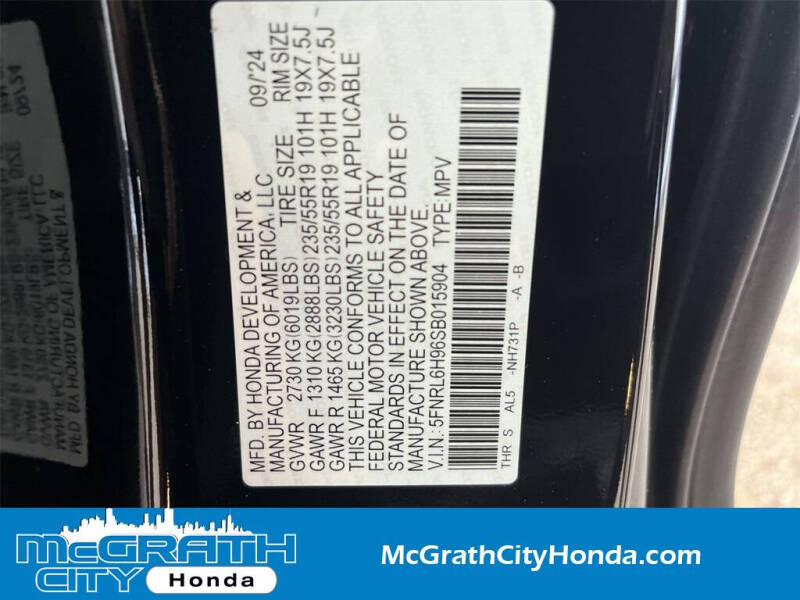 MFD. BY HONDA DEVELOPMENT & 09/'24
MANUFACTURING OF AMERICA, LLC
GVWR 2730 KG(6019LBS) TIRE SIZE RIM SIZE
GAWR F 1310 KG(2888LBS) 235/55R19 101H 19X7.5J
GAWR R 1465 KG(3230LBS) 235/55R19 101H 19X7.5J
THIS VEHICLE CONFORMS TO ALL APPLICABLE
FEDERAL MOTOR VEHICLE SAFETY
STANDARDS IN EFFECT ON THE DATE OF
MANUFACTURE SHOWN ABOVE.
V.I.N.: 5FNRL6H96SB015904 TYPE: MPV
THR S AL5 -NH731P -A -B
McGRATH
CITY Honda
McGrathCityHonda.com